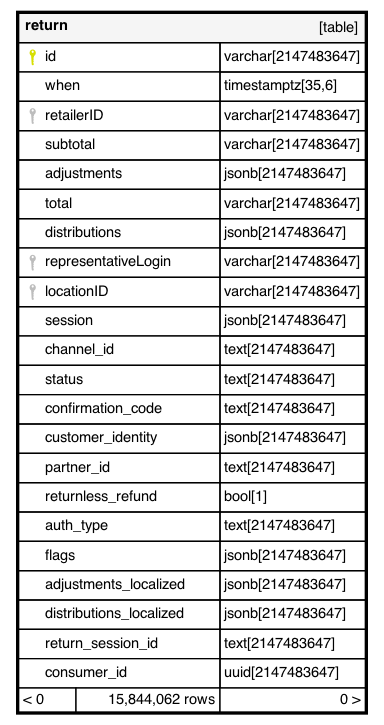 return [table]
id varchar[2147483647]
when timestamptz[35,6]
retailerID varchar[2147483647]
subtotal varchar[2147483647]
adjustments jsonb[2147483647]
total varchar[2147483647]
distributions jsonb[2147483647]
representativeLogin varchar[2147483647]
locationID varchar[2147483647]
session jsonb[2147483647]
channel_id text[2147483647]
status text[2147483647]
confirmation_code text[2147483647]
customer_identity jsonb[2147483647]
partner_id text[2147483647]
returnless_refund bool[1]
auth_type text[2147483647]
flags jsonb[2147483647]
adjustments_localized jsonb[2147483647]
distributions_localized jsonb[2147483647]
return_session_id text[2147483647]
consumer_id uuid[2147483647]
< 0 15,844,062 rows 0 >